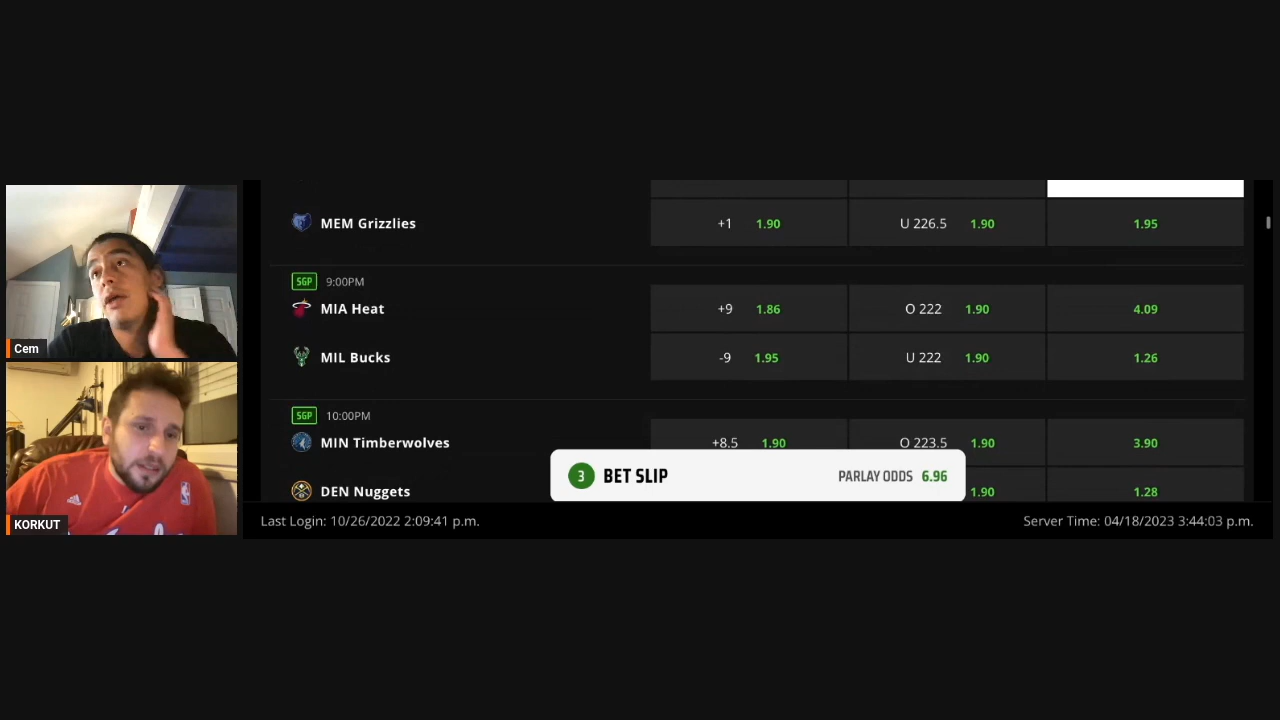 MEM Grizzlies +1 1.90 U 226.5 1.90 1.95
SGP 9:00PM
MIA Heat +9 1.86 O 222 1.90 4.09
MIL Bucks -9 1.95 U 222 1.90 1.26
SGP 10:00PM
MIN Timberwolves +8.5 1.90 O 223.5 1.90 3.90
3 BET SLIP PARLAY ODDS 6.96
DEN Nuggets 1.90 1.28
Last Login: 10/26/2022 2:09:41 p.m. Server Time: 04/18/2023 3:44:03 p.m.
Cem
KORKUT